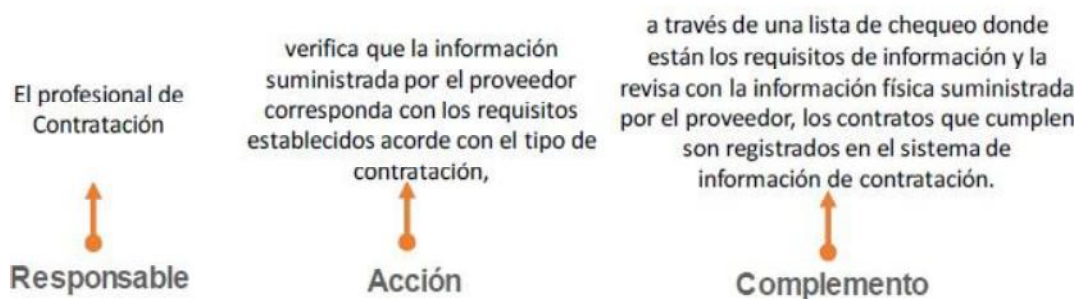 El profesional de
Contratación
verifica que la información
suministrada por el proveedor
corresponda con los requisitos
establecidos acorde con el tipo de
contratación,
a través de una lista de chequeo donde
están los requisitos de información y la
revisa con la información física suministrada
por el proveedor, los contratos que cumplen
son registrados en el sistema de
información de contratación.
Responsable
Acción
Complemento